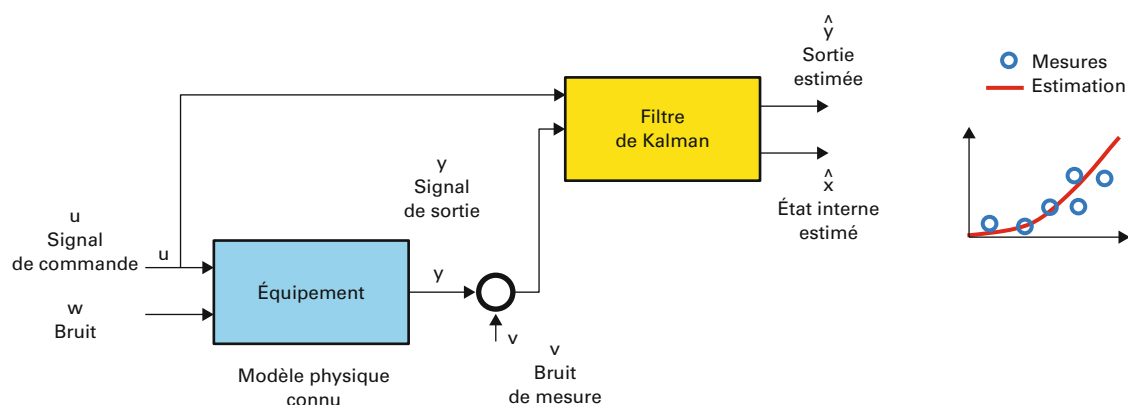 ŷ
Sortie
estimée
Mesures
Estimation
Filtre
de Kalman
x̂
État interne
estimé
y
Signal
de sortie
u
Signal
de commande
u
w
Bruit
Équipement
y
v
v
Bruit
de mesure
Modèle physique
connu